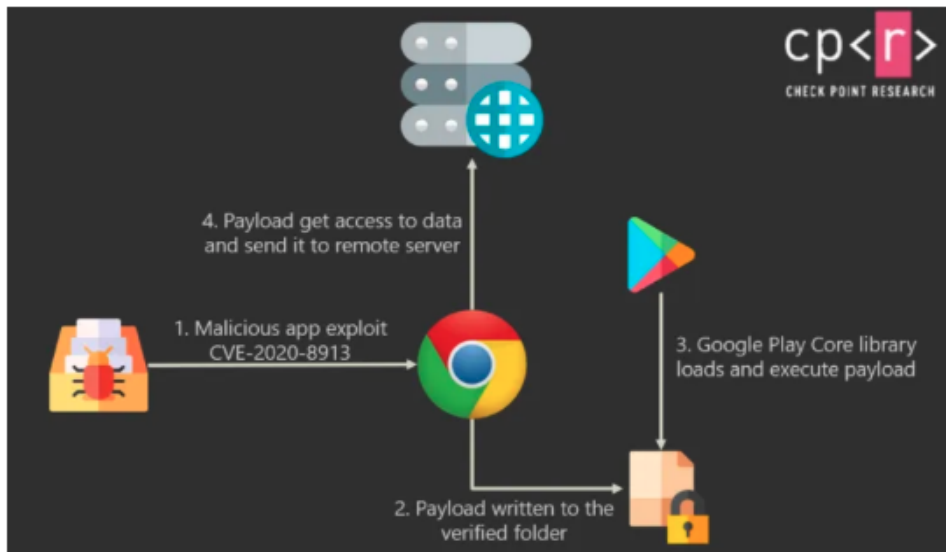 cp<r>
CHECK POINT RESEARCH
4. Payload get access to data
and send it to remote server
1. Malicious app exploit
CVE-2020-8913
3. Google Play Core library
loads and execute payload
2. Payload written to the
verified folder